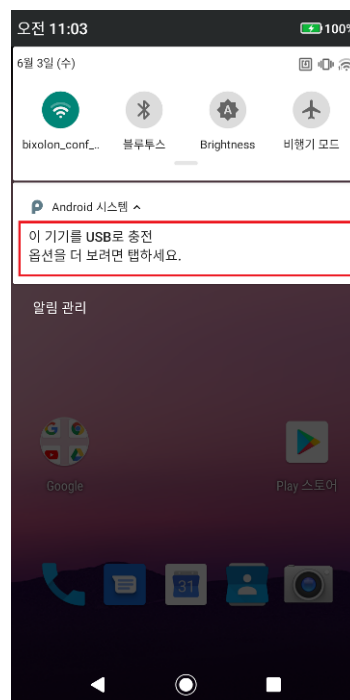 오전 11:03
100%
6월 3일 (수)
bixolon_conf_..
블루투스
Brightness
비행기 모드
Android 시스템
이 기기를 USB로 충전
옵션을 더 보려면 탭하세요.
알림 관리
Google
Play 스토어
31